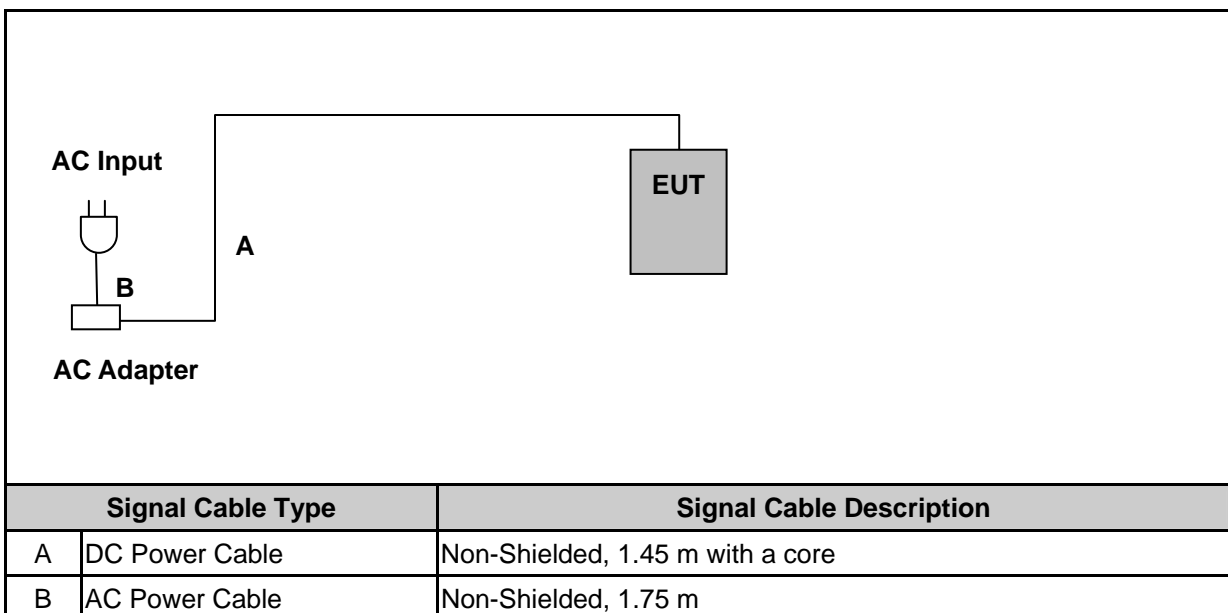 AC Input
EUT
A
B
AC Adapter
Signal Cable Type Signal Cable Description
A DC Power Cable Non-Shielded, 1.45 m with a core
B AC Power Cable Non-Shielded, 1.75 m